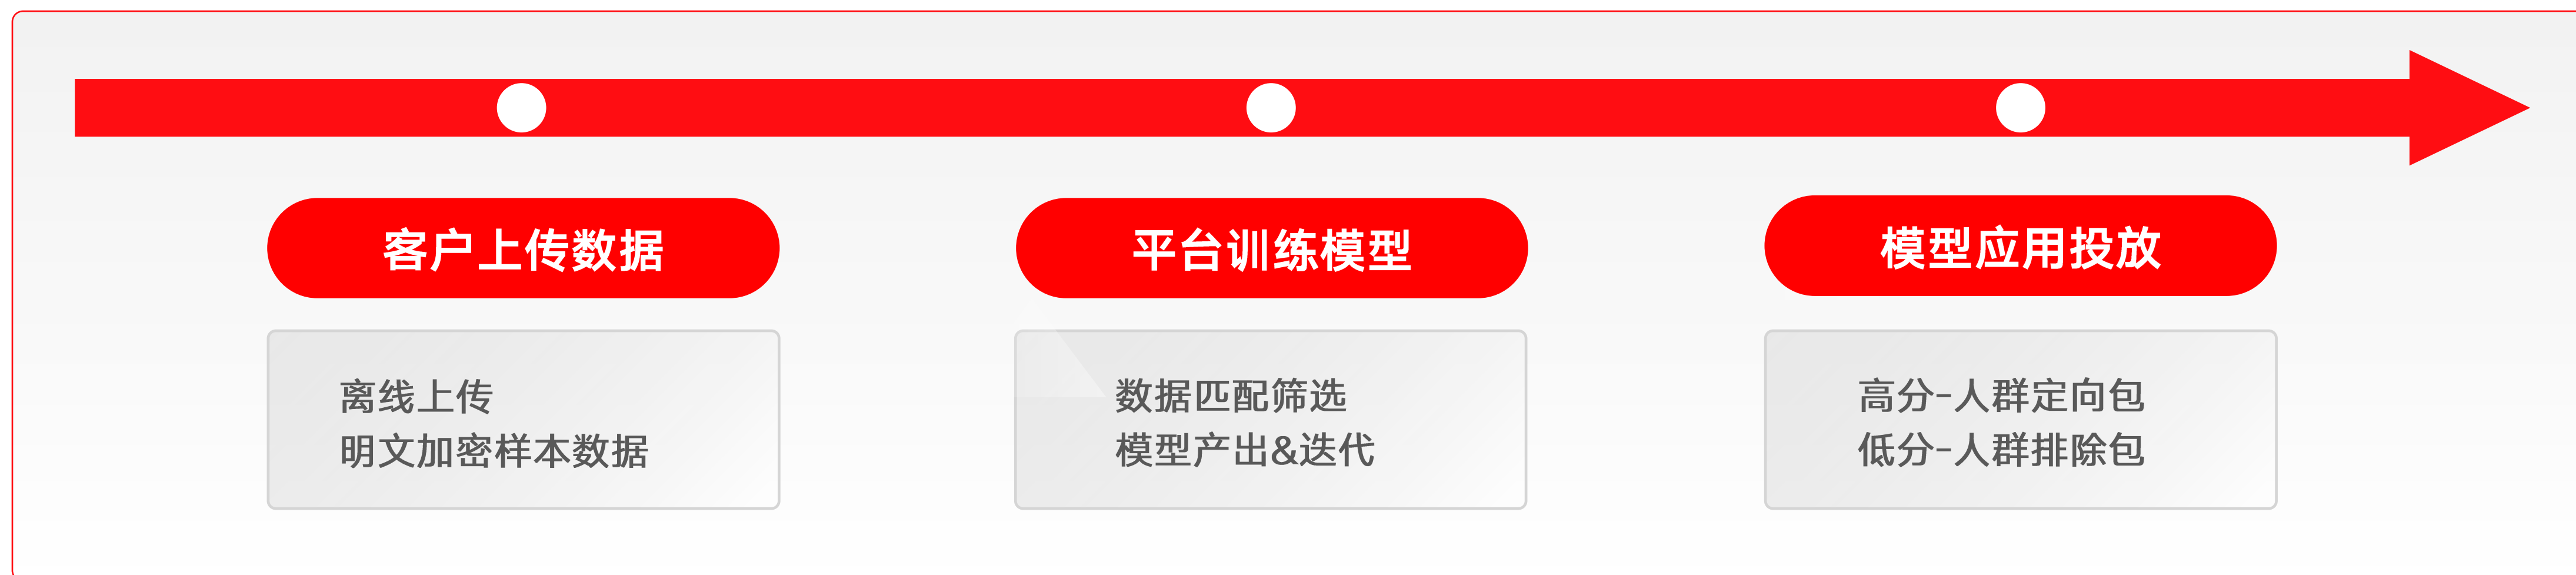 客户上传数据
平台训练模型
模型应用投放
离线上传
明文加密样本数据
数据匹配筛选
模型产出&迭代
高分-人群定向包
低分-人群排除包